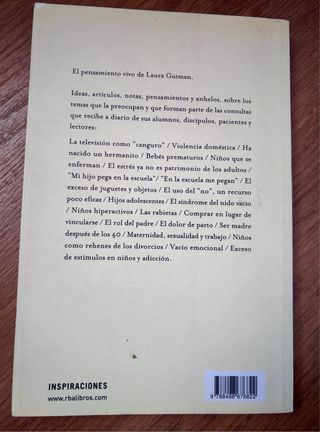 El pensamiento vivo de Laura Gutman.
Ideas, artículos, notas, pensamientos y anhelos, sobre los
temas que la preocupan y que forman parte de las consultas
que recibe a diario de sus alumnos, discípulos, pacientes y
lectores:
La televisión como "canguro" / Violencia doméstica / Ha
nacido un hermanito / Bebés prematuros / Niños que
enferman / El estrés ya no es patrimonio de los adultos /
"Mi hijo pega en la escuela"/ "En la escuela me pegan" / El
exceso de juguetes y objetos / El uso del "no", un recurso
poco eficaz / Hijos adolescentes / El síndrome del nido vacío
/ Niños hiperactivos / Las rabietas / Comprar en lugar de
vincularse / El rol del padre / El dolor de parto / Ser madre
después de los 40 / Maternidad, sexualidad y trabajo / Niños
como rehenes de los divorcios / Vacío emocional / Exceso
de estímulos en niños y adicción.
INSPIRACIONES
www.rbalibros.com
9 788498 676822